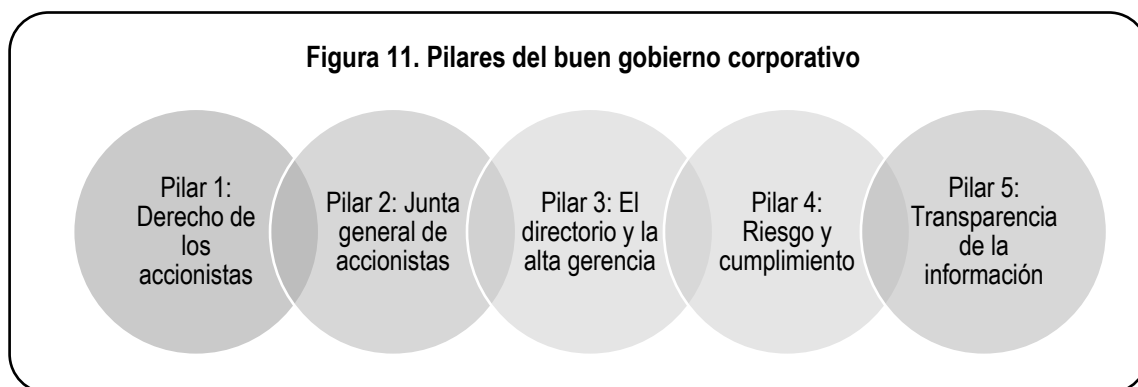 Figura 11. Pilares del buen gobierno corporativo
Pilar 1:
Derecho de
los
accionistas
Pilar 2: Junta
general de
accionistas
Pilar 3: El
directorio y la
alta gerencia
Pilar 4:
Riesgo y
cumplimiento
Pilar 5:
Transparencia
de la
información